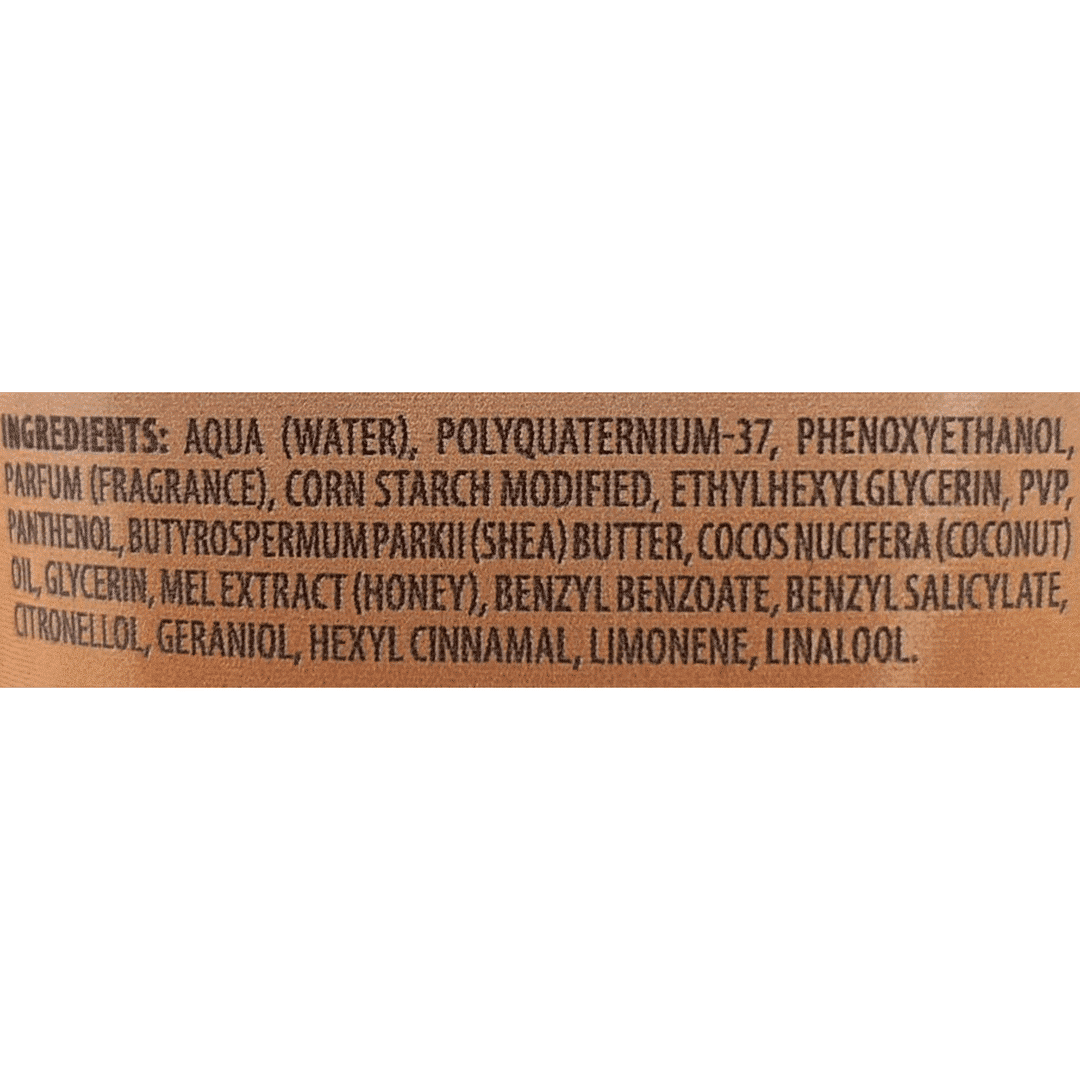 INGREDIENTS: AQUA (WATER), POLYQUATERNIUM-37, PHENOXYETHANOL,
PARFUM (FRAGRANCE), CORN STARCH MODIFIED, ETHYLHEXYLGLYCERIN, PVP,
PANTHENOL, BUTYROSPERMUM PARKII (SHEA) BUTTER, COCOS NUCIFERA (COCONUT)
OIL, GLYCERIN, MEL EXTRACT (HONEY), BENZYL BENZOATE, BENZYL SALICYLATE,
CITRONELLOL, GERANIOL, HEXYL CINNAMAL, LIMONENE, LINALOOL.